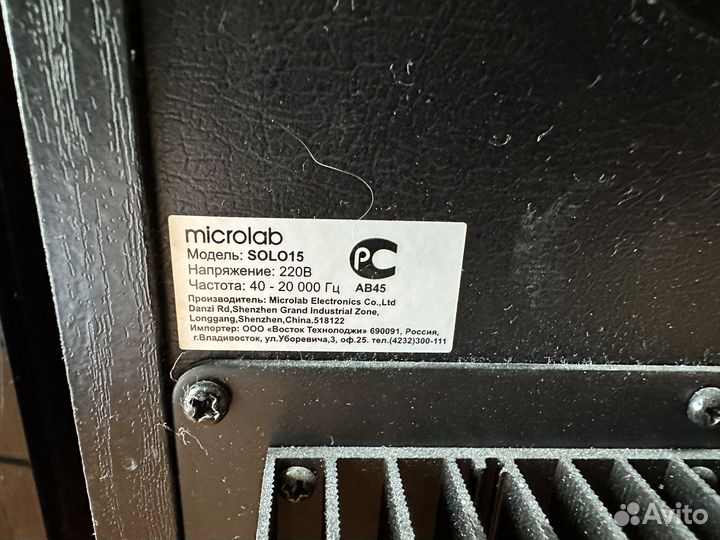 microlab
Модель: SOLO15
Напряжение: 220В
Частота: 40 - 20 000 Гц
РС
АВ45
Производитель: Microlab Electronics Co.,Ltd
Danzi Rd,Shenzhen Grand Industrial Zone,
Longgang,Shenzhen,China.518122
Импортер: ООО «Восток Технолоджи» 690091, Россия,
г.Владивосток, ул.Уборевича,3, оф.25. тел.(4232)300-111
Avito